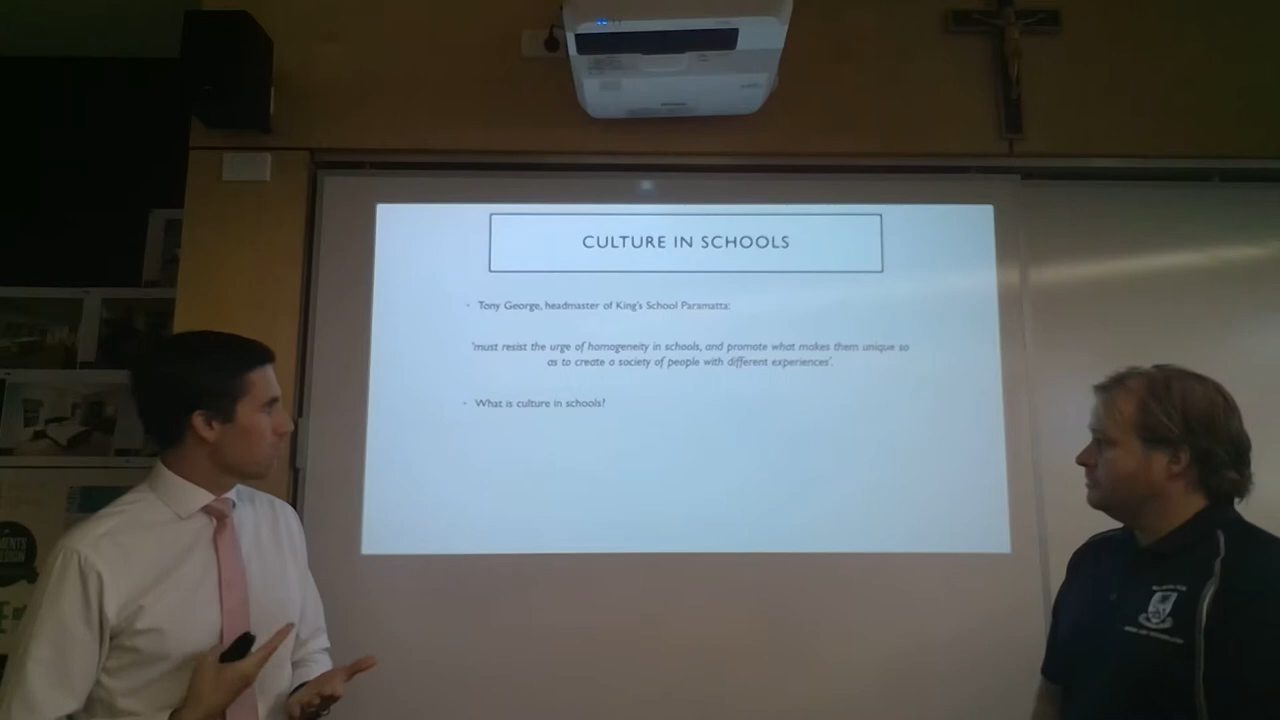 CULTURE IN SCHOOLS
• Tony George, headmaster of King's School Paramatta:
'must resist the urge of homogeneity in schools, and promote what makes them unique so
as to create a society of people with different experiences'.
• What is culture in schools?